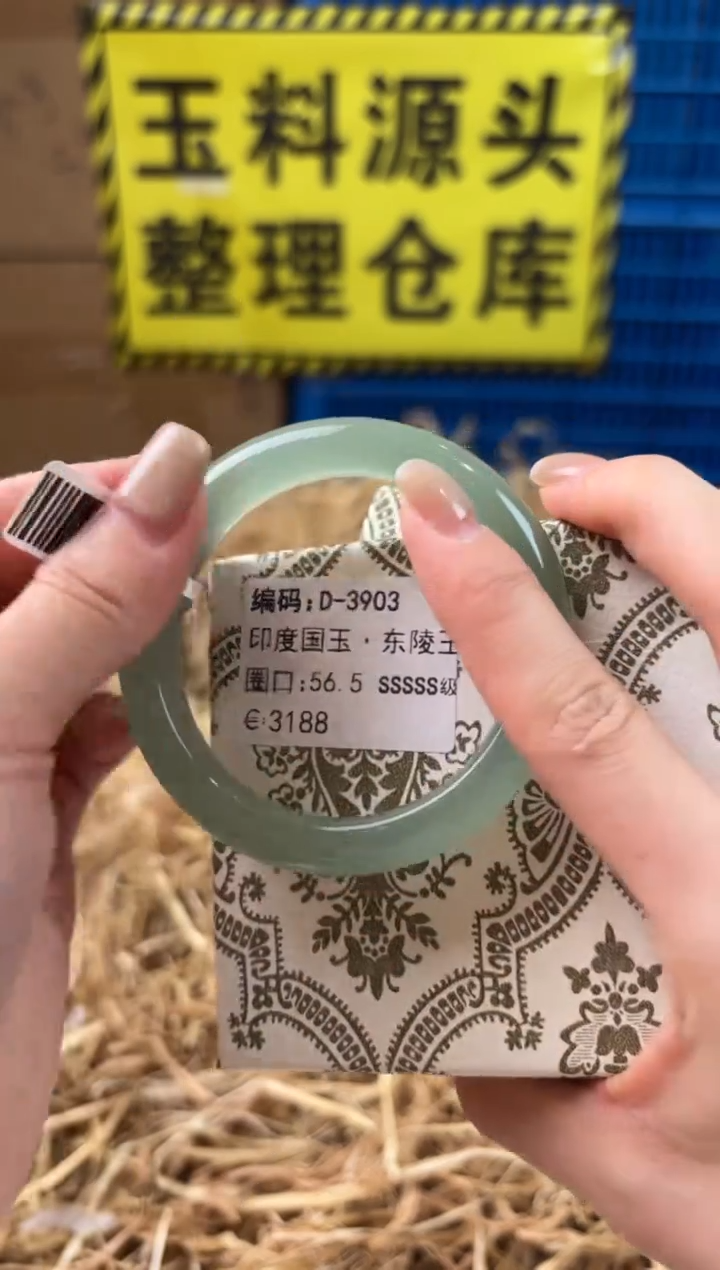 玉料源头
整理仓库
编码:D-3903
印度国玉·东陵玉
圈口:56.5 SSSSS级
€:3188